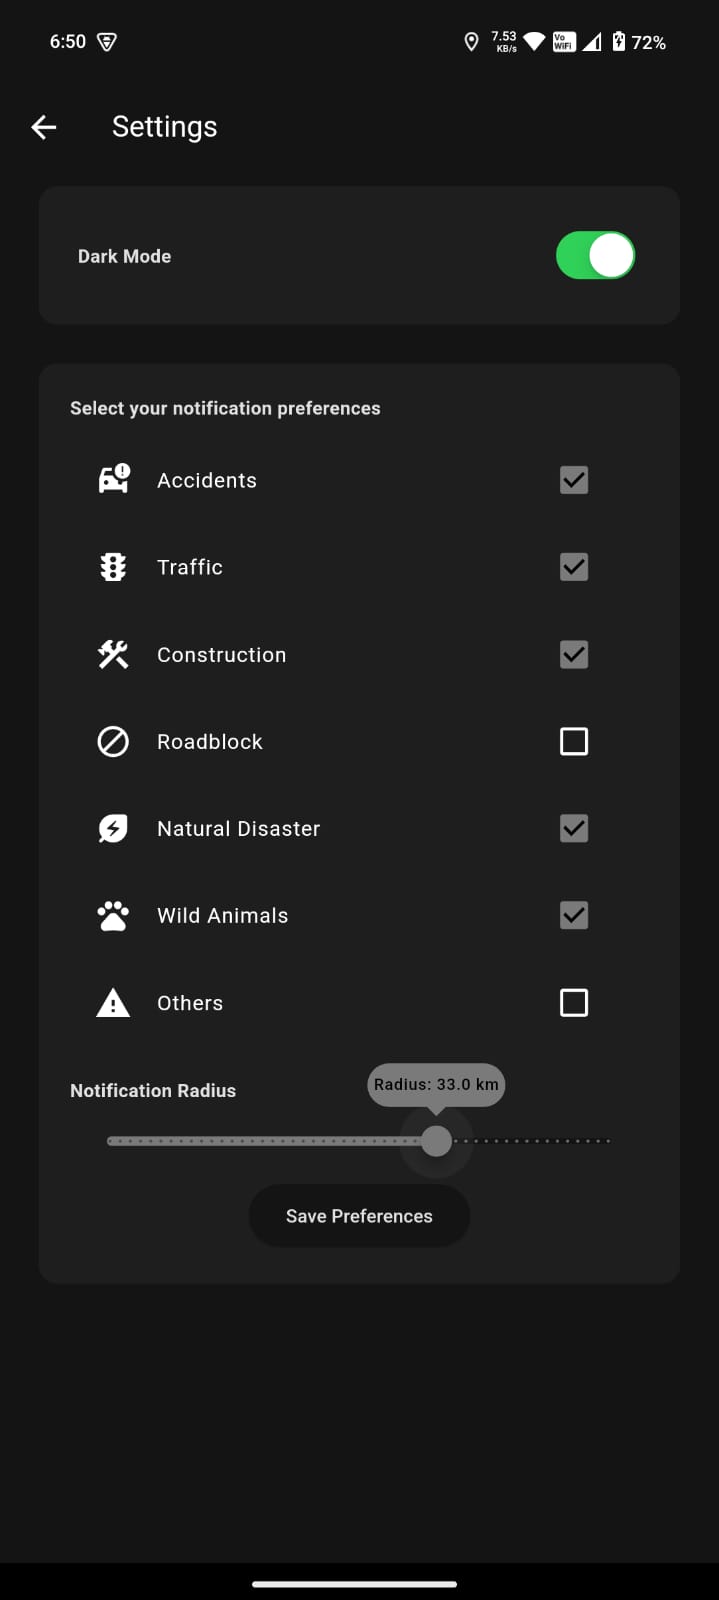 6:50
7.53
KB/s
Vo
WiFi
72%
Settings
Dark Mode
Select your notification preferences
Accidents
Traffic
Construction
Roadblock
Natural Disaster
Wild Animals
Others
Notification Radius
Radius: 33.0 km
Save Preferences